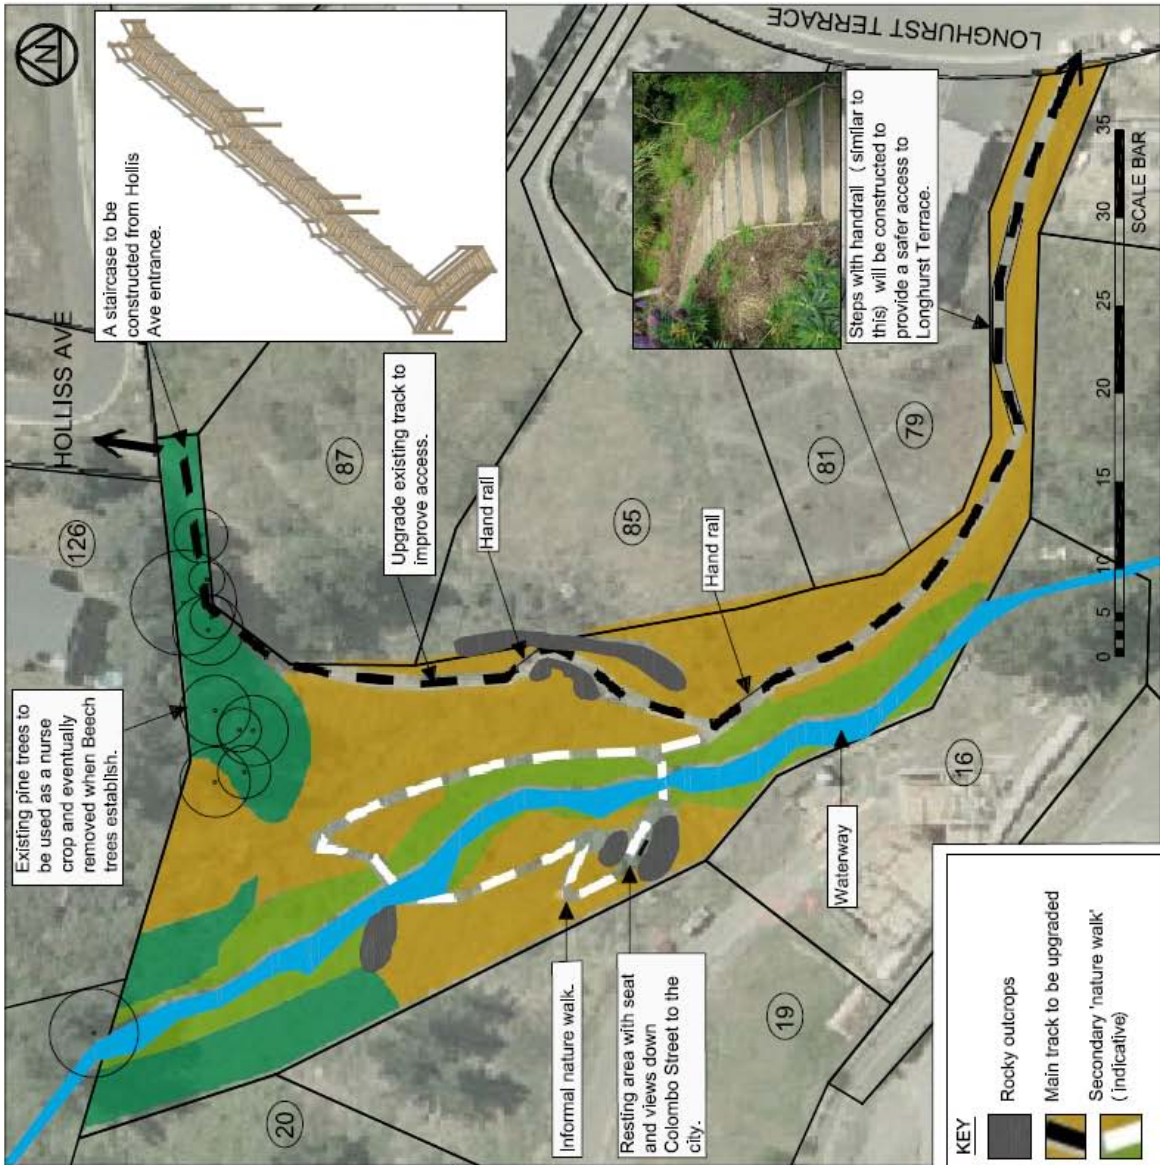 N
A staircase to be
constructed from Hollis
Ave entrance.
LONGHURST TERRACE
HOLLISS AVE
126
Existing pine trees to
be used as a nurse
crop and eventually
removed when Beech
trees establish.
87
Upgrade existing track to
improve access.
Hand rail
85
Hand rail
81
79
Steps with handrail ( similar to
this) will be constructed to
provide a safer access to
Longhurst Terrace.
20
Informal nature walk.
Resting area with seat
and views down
Colombo Street to the
city.
19
Waterway
16
0 5 10 15 20 25 30 35
SCALE BAR
KEY
Rocky outcrops
Main track to be upgraded
Secondary 'nature walk'
( indicative)